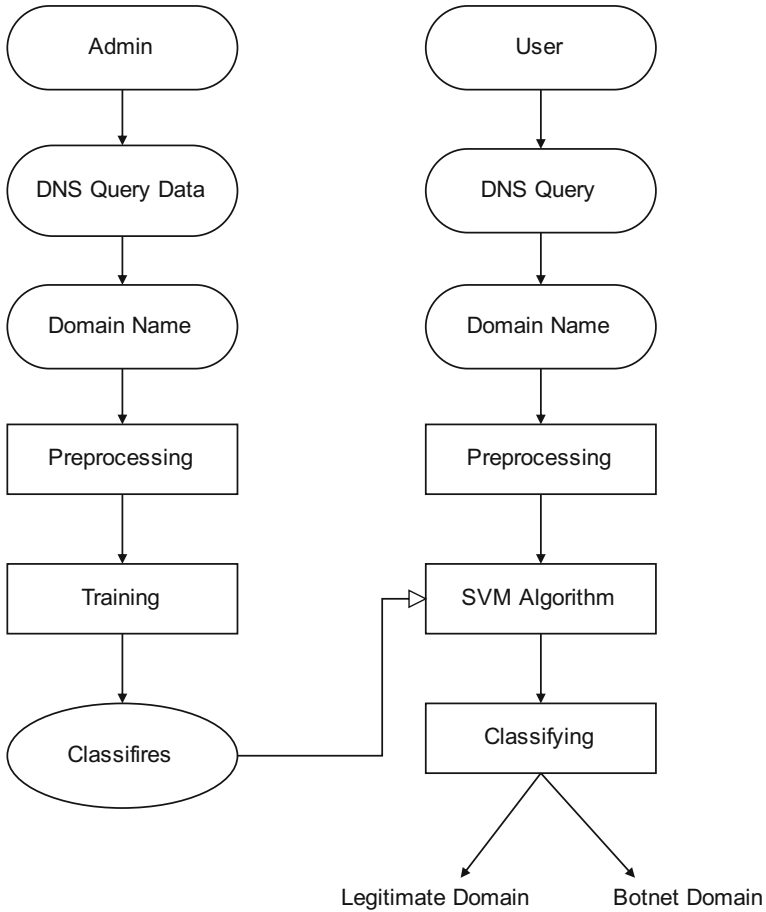 Admin
DNS Query Data
Domain Name
Preprocessing
Training
Classifires
User
DNS Query
Domain Name
Preprocessing
SVM Algorithm
Classifying
Legitimate Domain
Botnet Domain